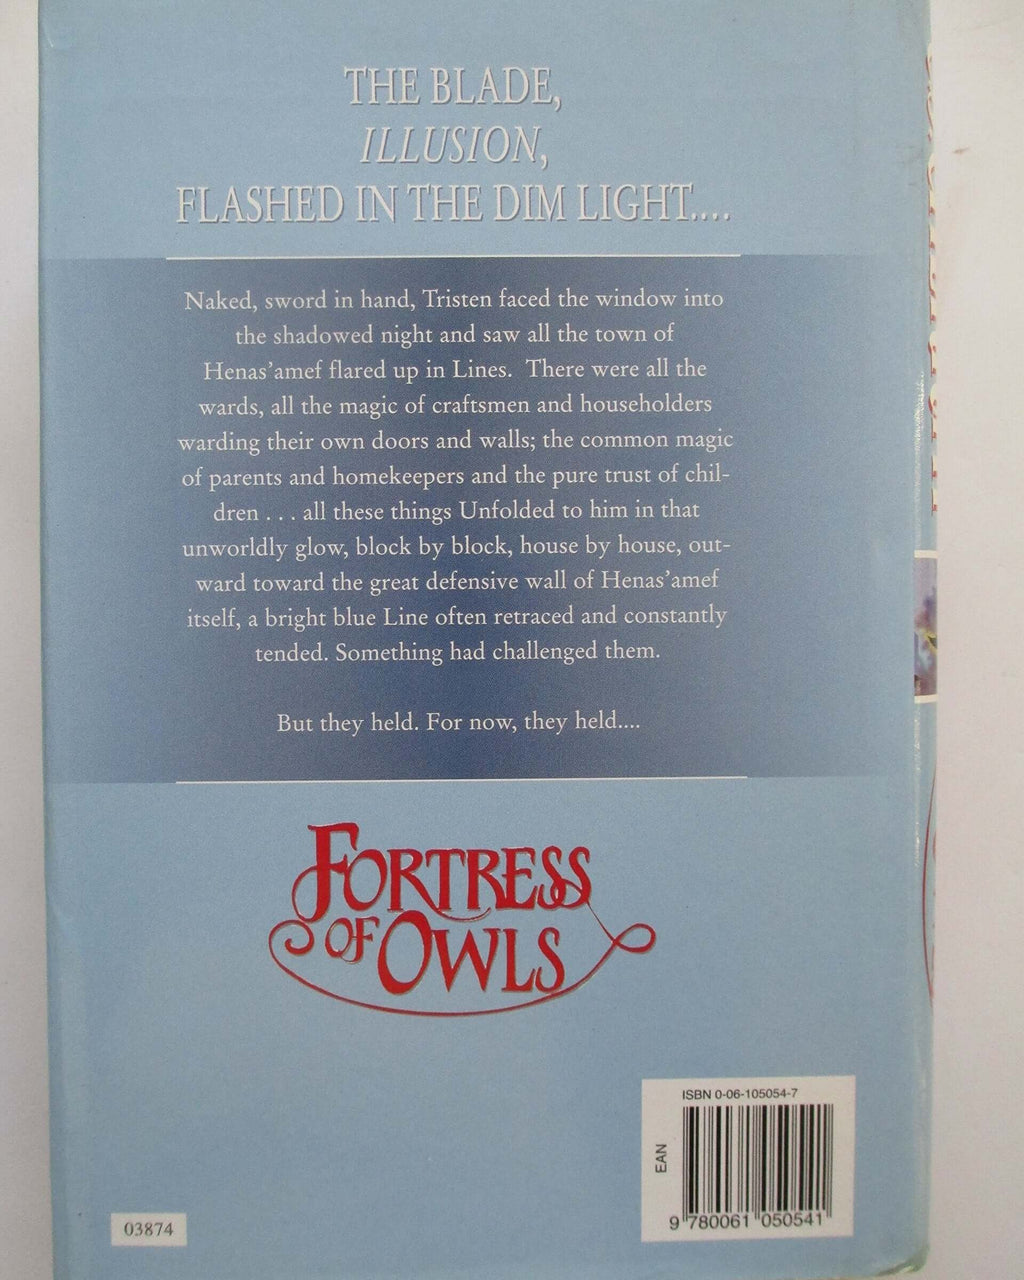 THE BLADE,
ILLUSION,
FLASHED IN THE DIM LIGHT....
Naked, sword in hand, Tristen faced the window into
the shadowed night and saw all the town of
Henas’amef flared up in Lines.  There were all the
wards, all the magic of craftsmen and householders
warding their own doors and walls; the common magic
of parents and homekeepers and the pure trust of chil-
dren . . . all these things Unfolded to him in that
unworldly glow, block by block, house by house, out-
ward toward the great defensive wall of Henas’amef
itself, a bright blue Line often retraced and constantly
tended. Something had challenged them.
But they held. For now, they held....
FORTRESS
OF OWLS
ISBN 0-06-105054-7
EAN
9 780061 050541
03874